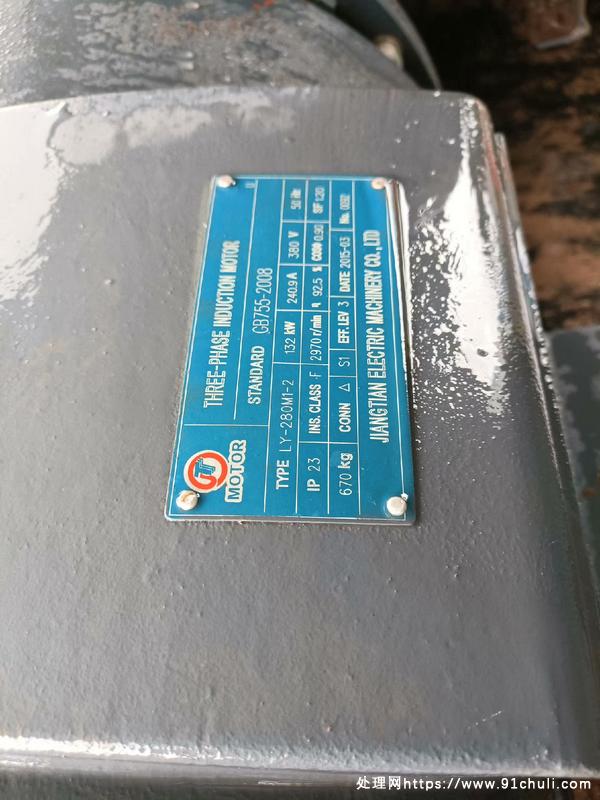 JT
MOTOR
THREE-PHASE INDUCTION MOTOR
STANDARD GB755-2008
TYPE LY-280M1-2 132 kW 240.9 A 380 V 50 Hz
IP 23 INS. CLASS F 2970 r/min η 92.5 % COSΦ 0.90 SF 1.20
670 kg CONN △ S1 EFF. LEV 3 DATE 2015-03 No.
JIANGTIAN ELECTRIC MACHINERY CO., LTD
处理网https://www.91chuli.com